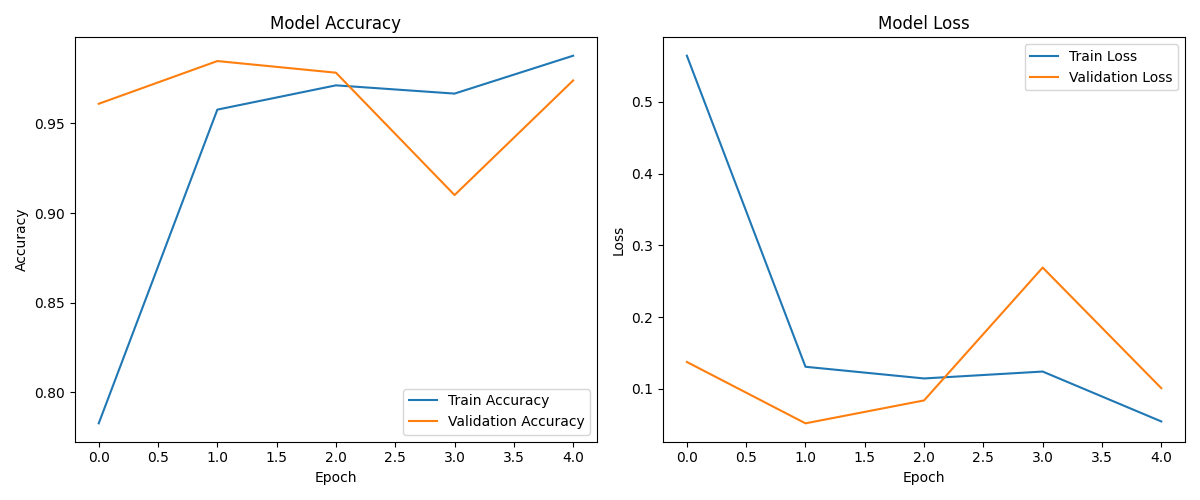 Model Accuracy
Accuracy
0.95
0.90
0.85
0.80
Train Accuracy
Validation Accuracy
0.0 0.5 1.0 1.5 2.0 2.5 3.0 3.5 4.0
Epoch
Model Loss
Loss
0.5
0.4
0.3
0.2
0.1
Train Loss
Validation Loss
0.0 0.5 1.0 1.5 2.0 2.5 3.0 3.5 4.0
Epoch